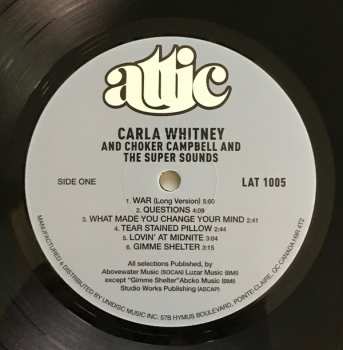 attic
CARLA WHITNEY
AND CHOKER CAMPBELL AND
THE SUPER SOUNDS
SIDE ONE
LAT 1005
1. WAR (Long Version) 5:00
2. QUESTIONS 4:09
3. WHAT MADE YOU CHANGE YOUR MIND 2:41
4. TEAR STAINED PILLOW 2:44
5. LOVIN' AT MIDNITE 3:15
6. GIMME SHELTER 3:04
All selections Published, by
Abovewater Music (SOCAN) Luzar Music (BMI)
except "Gimme Shelter" Abcko Music (BMI)
Studio Works Publishing (ASCAP)
MANUFACTURED & DISTRIBUTED BY UNIDISC MUSIC INC. 57B HYMUS BOULEVARD, POINTE-CLAIRE, QC CANADA H9R 4T2